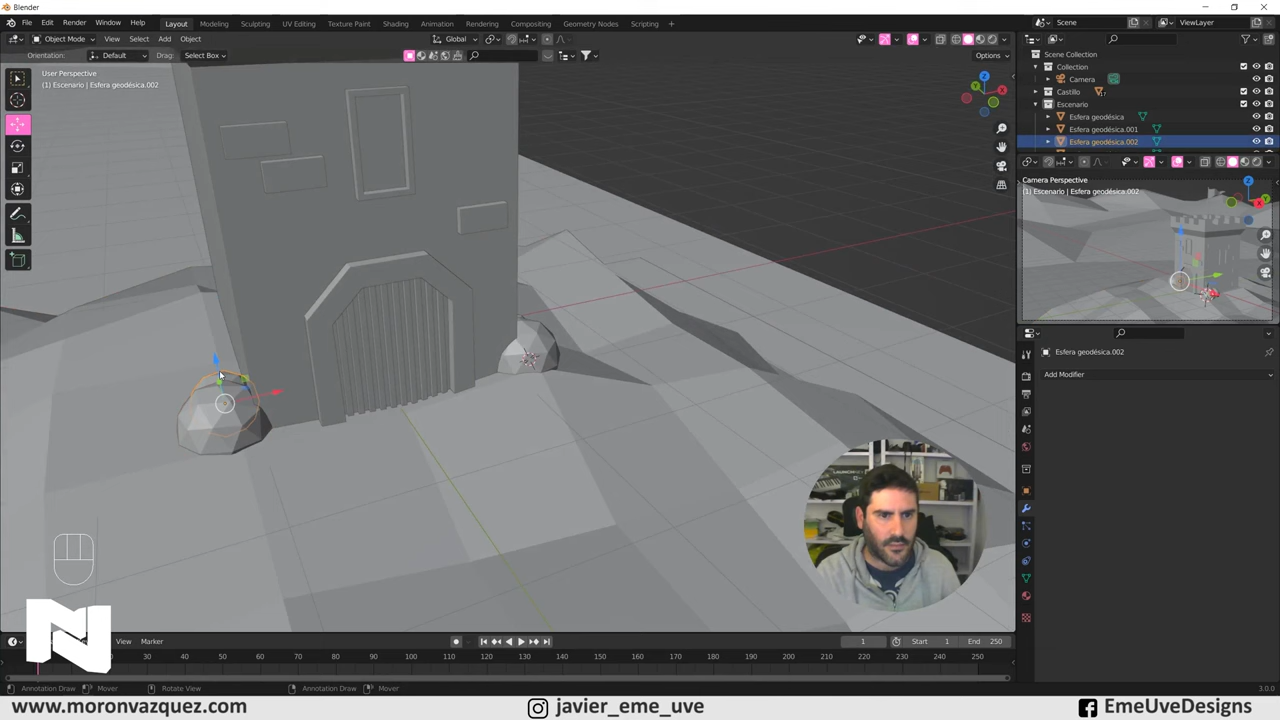 Blender
File Edit Render Window Help Layout Modeling Sculpting UV Editing Texture Paint Shading Animation Rendering Compositing Geometry Nodes Scripting + Scene ViewLayer
Object Mode View Select Add Object Global
Orientation: Default Drag: Select Box Options
User Perspective
(1) Escenario | Esfera geodésica.002
Scene Collection
Collection
Camera
Castillo
Escenario
Esfera geodésica
Esfera geodésica.001
Esfera geodésica.002
Camera Perspective
(1) Escenario | Esfera geodésica.002
Esfera geodésica.002
Add Modifier
N
View Marker 1 Start 1 End 250
30 40 50 60 70 80 90 100 110 120 130 140 150 160 170 180 190 200 210 220 230 240 250
Annotation Draw Mover Rotate View Annotation Draw Mover 3.0.0
www.moronvazquez.com javier_eme_uve EmeUveDesigns